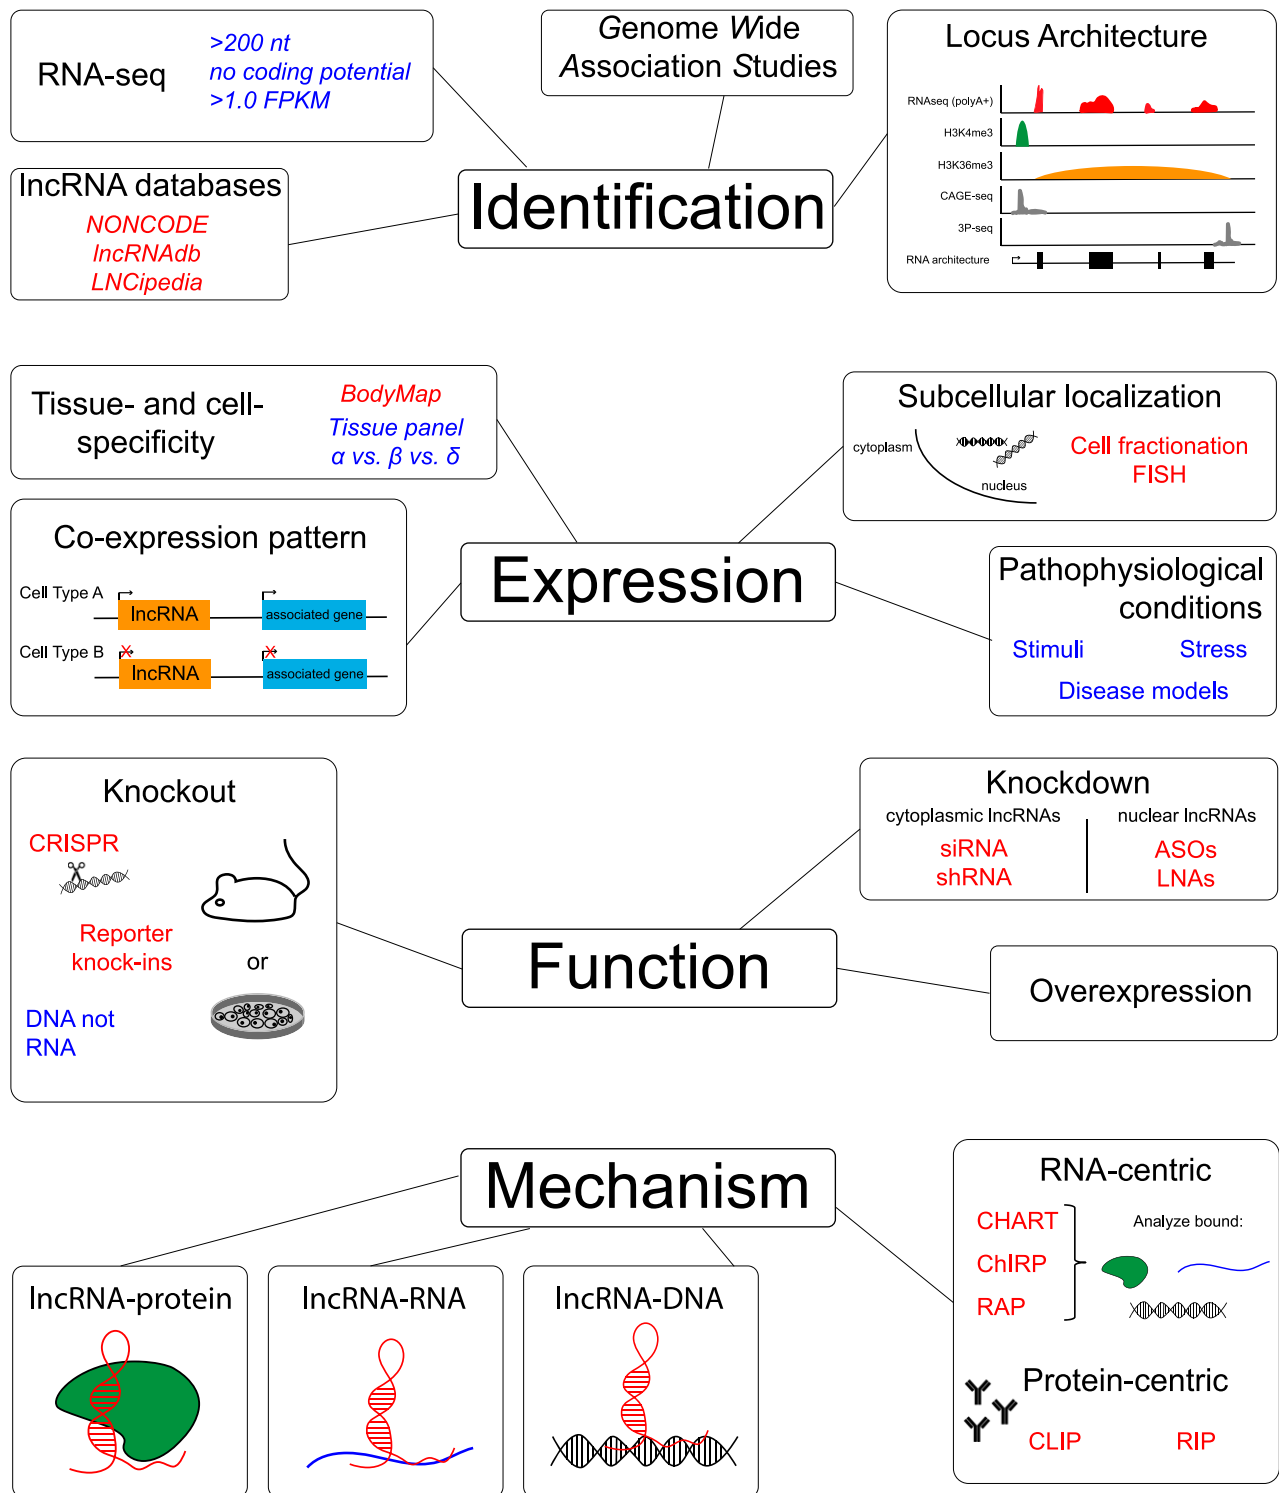 RNA-seq
>200 nt
no coding potential
>1.0 FPKM
Genome Wide
Association Studies
Locus Architecture
RNAseq (polyA+)
H3K4me3
H3K36me3
CAGE-seq
3P-seq
RNA architecture
lncRNA databases
NONCODE
lncRNAdb
LNCipedia
Identification
Tissue- and cell-
specificity
BodyMap
Tissue panel
α vs. β vs. δ
Subcellular localization
cytoplasm
nucleus
Cell fractionation
FISH
Co-expression pattern
Cell Type A
lncRNA
associated gene
Cell Type B
X
X
lncRNA
associated gene
Expression
Pathophysiological
conditions
Stimuli
Stress
Disease models
Knockout
CRISPR
Reporter
knock-ins
or
DNA not
RNA
Function
Knockdown
cytoplasmic lncRNAs
nuclear lncRNAs
siRNA
shRNA
ASOs
LNAs
Overexpression
Mechanism
lncRNA-protein
lncRNA-RNA
lncRNA-DNA
RNA-centric
CHART
ChIRP
RAP
Analyze bound:
Protein-centric
CLIP
RIP